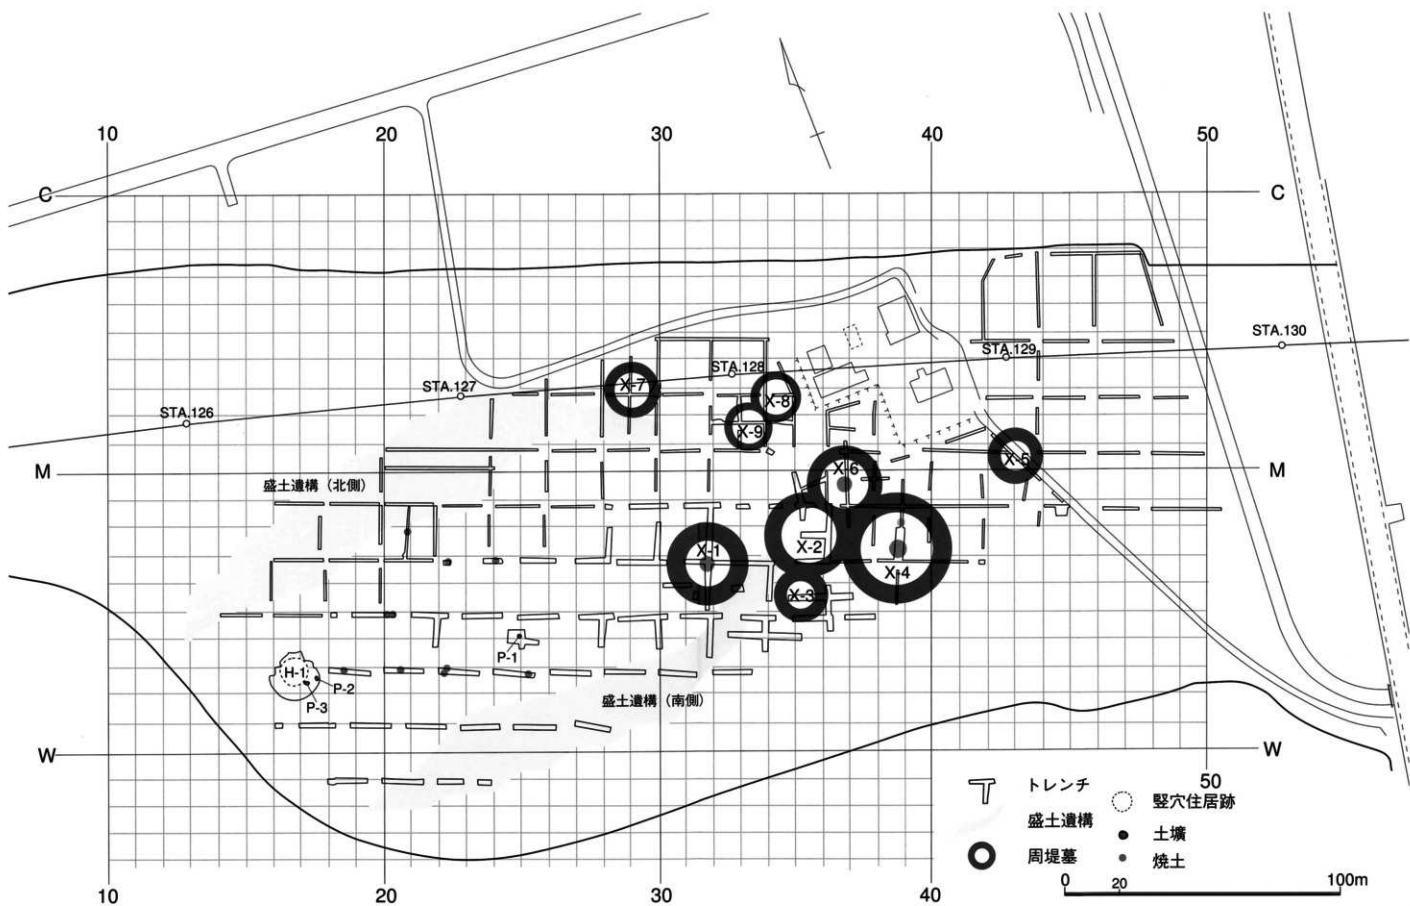 10 20 30 40 50
C C
STA.130
STA.129
STA.128
STA.127
X-7
X-8
STA.126
X-9
X-5
M M
X-6
盛土遺構（北側）
X-2
X-1
X-4
X-3
P-1
H-1
P-2
盛土遺構（南側）
P-3
W W
50
トレンチ
竪穴住居跡
盛土遺構
土壙
周堤墓
焼土
0 20 100m
10 20 30 40